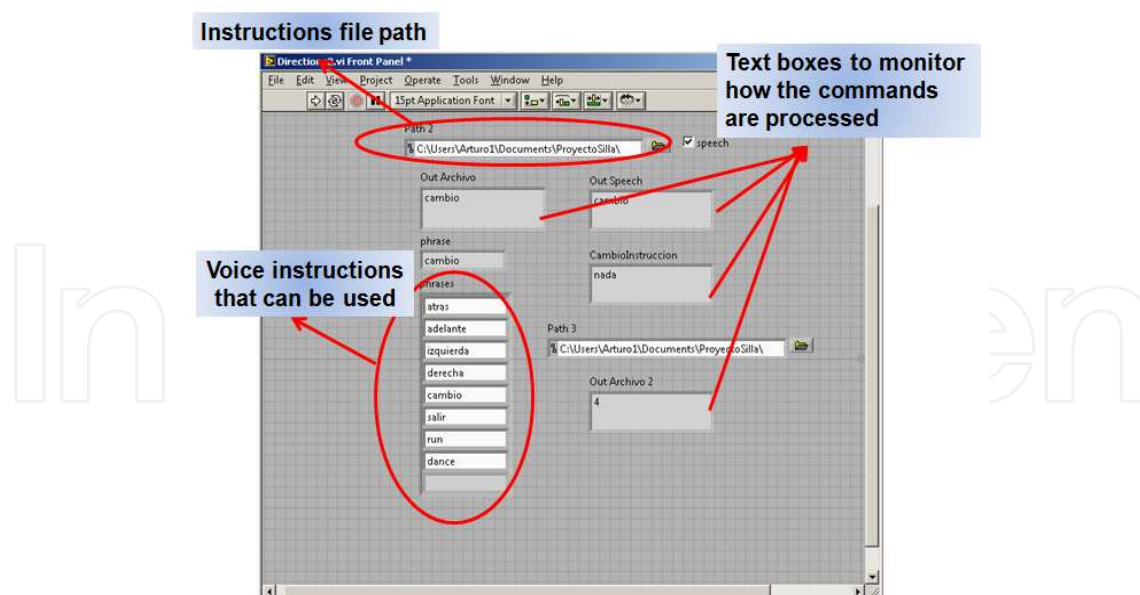 Instructions file path
Text boxes to monitor
how the commands
are processed
Front Panel *
File Edit View Project Operate Tools Window Help
15pt Application Font
Path 2
C:\Users\Arturo1\Documents\ProyectoSilla\
speech
Out Archivo
cambio
Out Speech
cambio
phrase
cambio
CambioInstruccion
nada
Voice instructions
that can be used
phrases
atras
adelante
izquierda
derecha
cambio
salir
run
dance
Path 3
C:\Users\Arturo1\Documents\ProyectoSilla\
Out Archivo 2
4